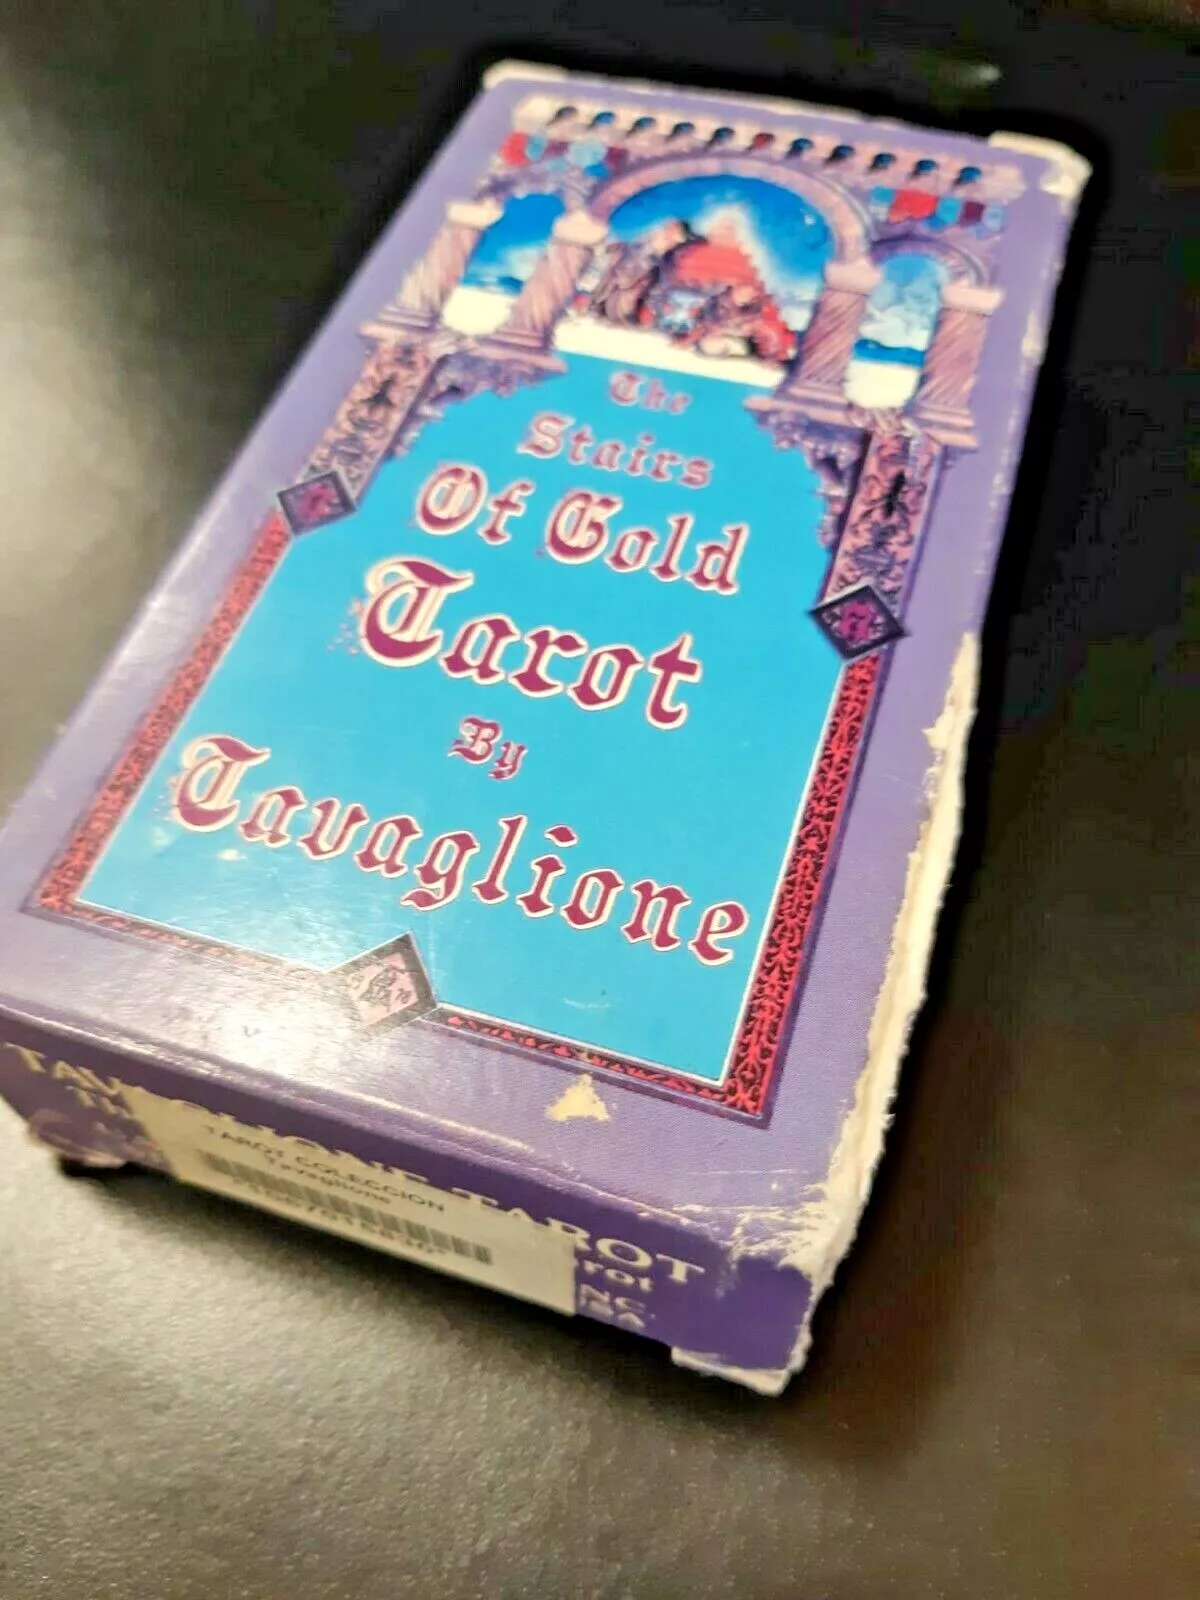 The
Stairs
Of Gold
Tarot
By
Tavaglione
TAROT
TAROT COLECCION
Tavaglione